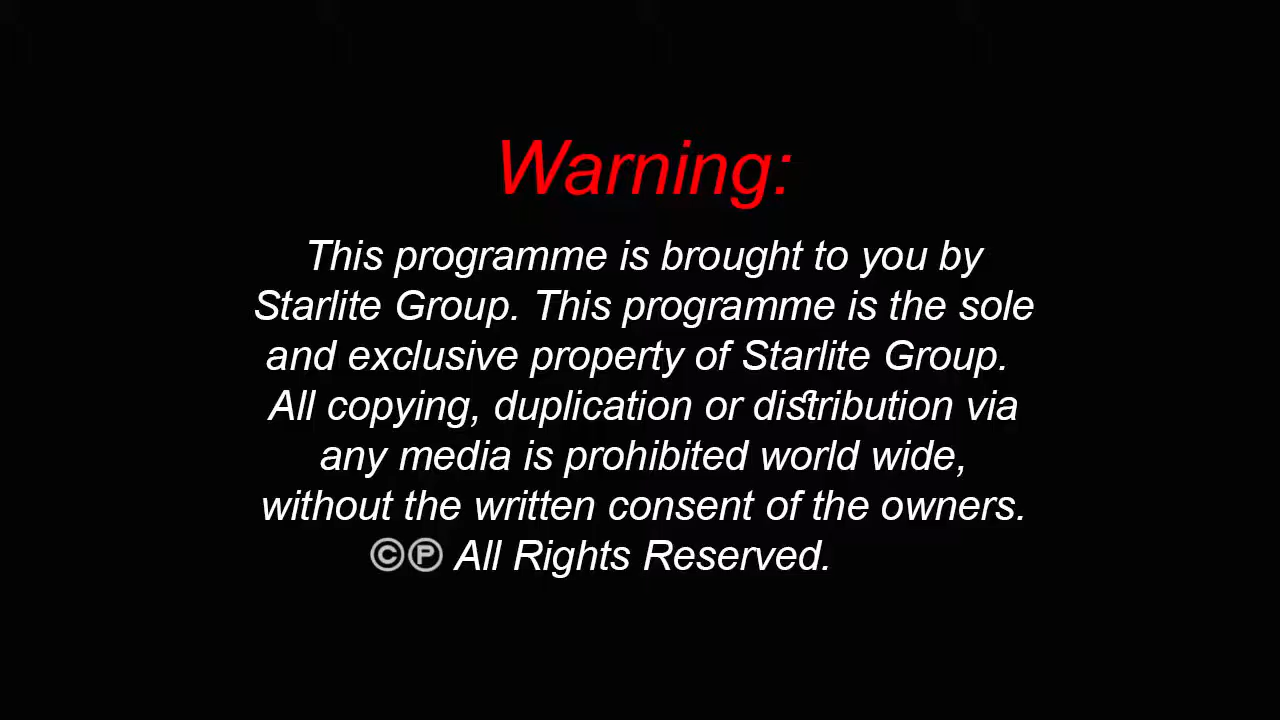 Warning:
This programme is brought to you by
Starlite Group. This programme is the sole
and exclusive property of Starlite Group.
All copying, duplication or distribution via
any media is prohibited world wide,
without the written consent of the owners.
©℗ All Rights Reserved.